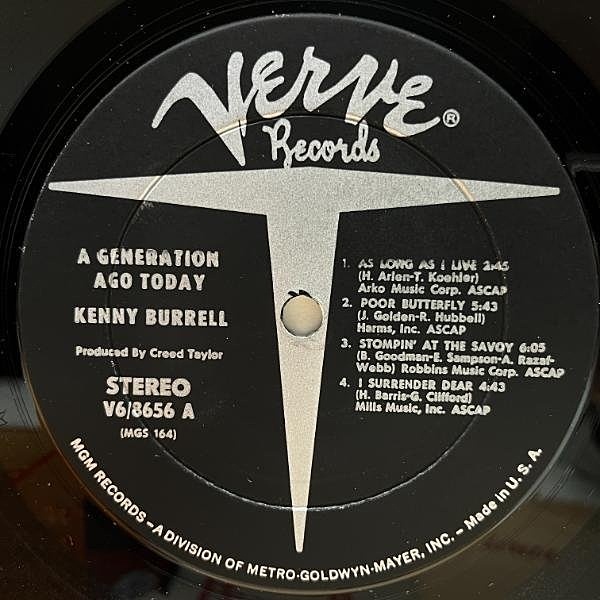 Verve®
Records
A GENERATION
AGO TODAY
KENNY BURRELL
Produced By Creed Taylor
STEREO
V6/8656 A
(MGS 164)
1. AS LONG AS I LIVE 2:45
(H. Arlen-T. Koehler)
Arko Music Corp. ASCAP
2. POOR BUTTERFLY 5:43
(J. Golden-R. Hubbell)
Harms, Inc. ASCAP
3. STOMPIN' AT THE SAVOY 6:05
(B. Goodman-E. Sampson-A. Razaf-
Webb) Robbins Music Corp. ASCAP
4. I SURRENDER DEAR 4:43
(H. Barris-G. Clifford)
Mills Music, Inc. ASCAP
MGM RECORDS – A DIVISION OF METRO-GOLDWYN-MAYER, INC. – Made in U. S. A.